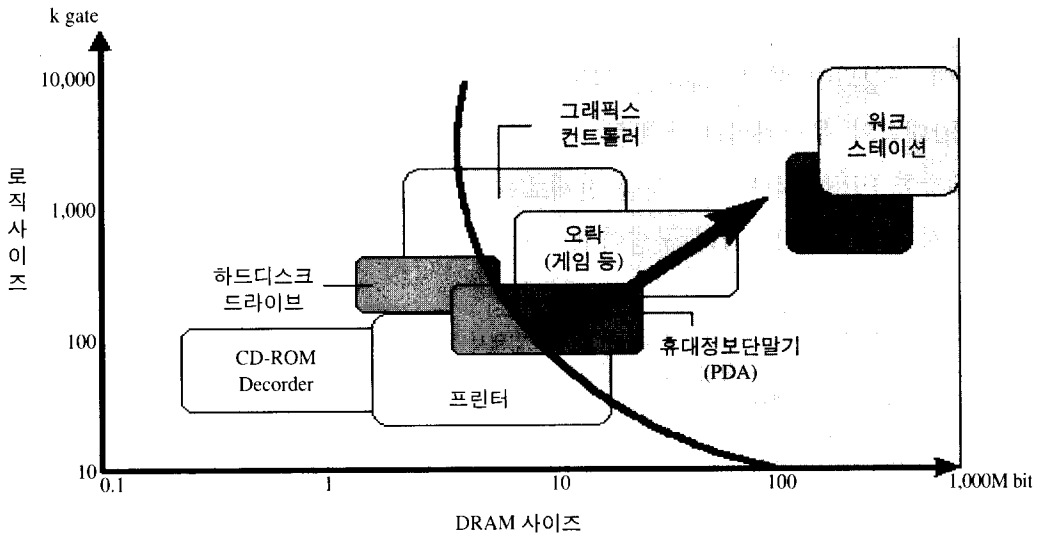 k gate
10,000
1,000
100
10
로직사이즈
그래픽스
컨트롤러
워크
스테이션
오락
(게임 등)
하드디스크
드라이브
휴대정보단말기
(PDA)
CD-ROM
Decorder
프린터
0.1
1
10
100
1,000M bit
DRAM 사이즈